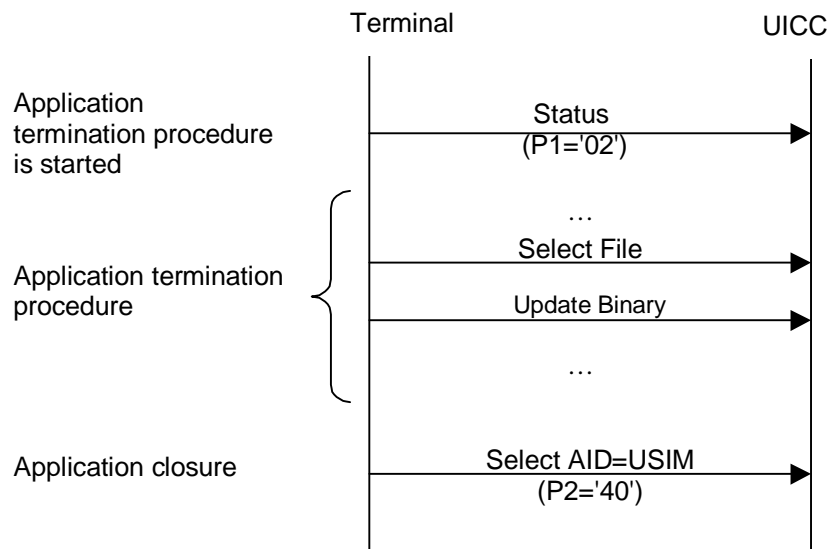 Terminal
UICC
Application
termination procedure
is started
Status
(P1='02')
...
Select File
Application termination
procedure
Update Binary
...
Application closure
Select AID=USIM
(P2='40')